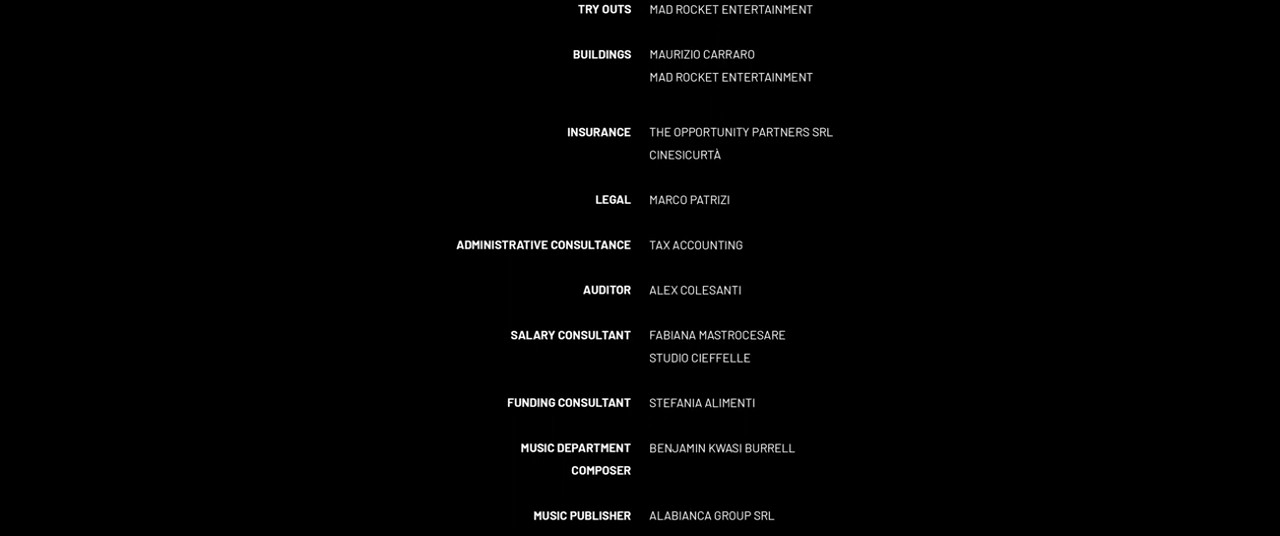 TRY OUTS MAD ROCKET ENTERTAINMENT
BUILDINGS MAURIZIO CARRARO
MAD ROCKET ENTERTAINMENT
INSURANCE THE OPPORTUNITY PARTNERS SRL
CINESICURTÀ
LEGAL MARCO PATRIZI
ADMINISTRATIVE CONSULTANCE TAX ACCOUNTING
AUDITOR ALEX COLESANTI
SALARY CONSULTANT FABIANA MASTROCESARE
STUDIO CIEFFELLE
FUNDING CONSULTANT STEFANIA ALIMENTI
MUSIC DEPARTMENT BENJAMIN KWASI BURRELL
COMPOSER
MUSIC PUBLISHER ALABIANCA GROUP SRL